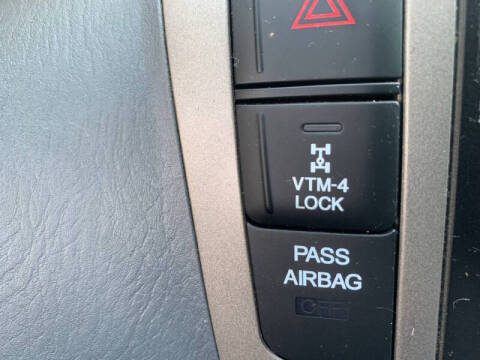 VTM-4
LOCK
PASS
AIRBAG
OFF